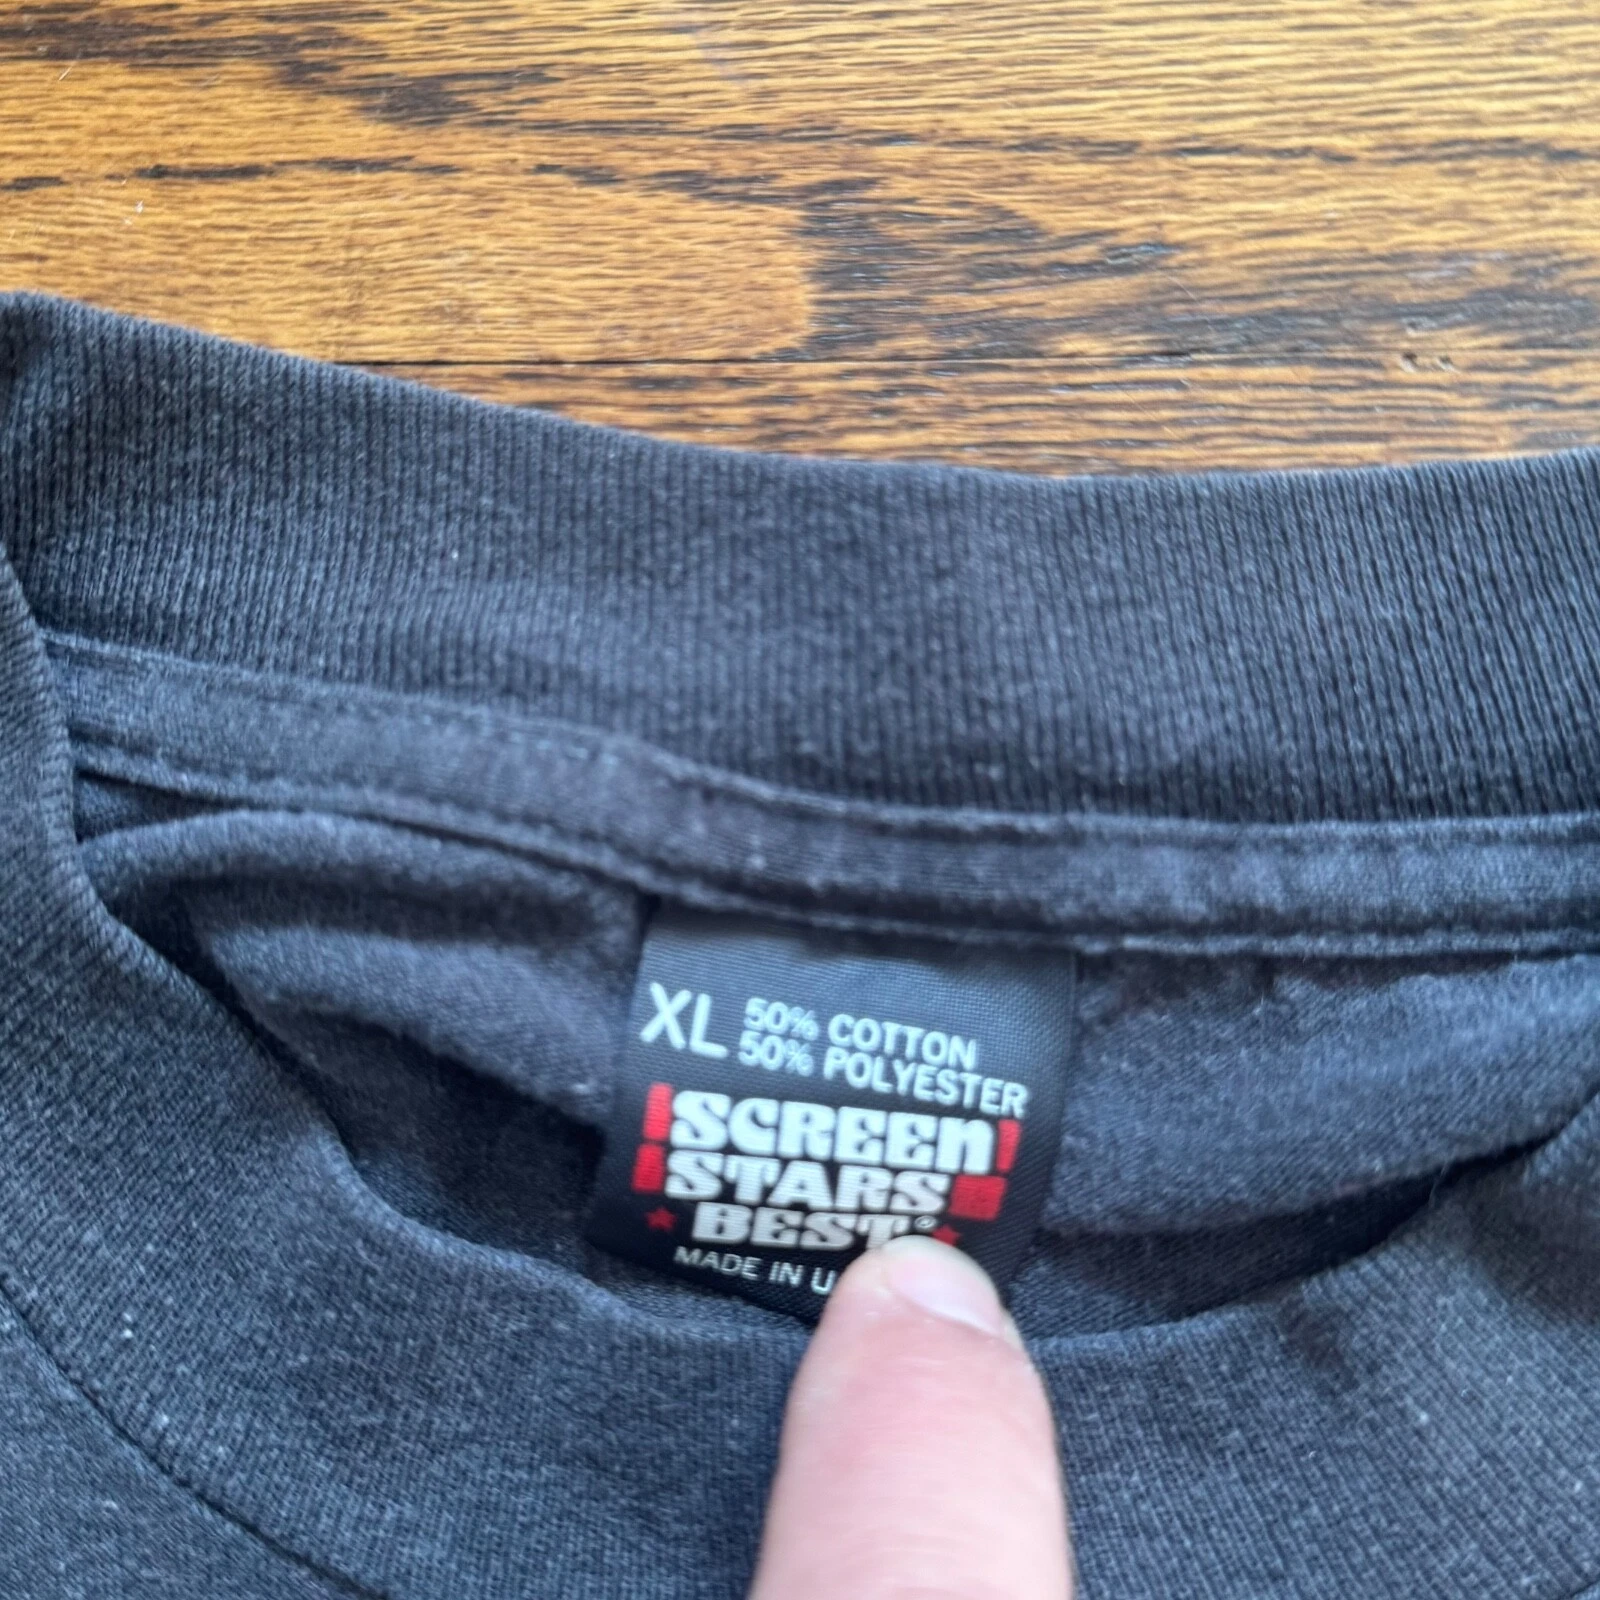 XL 50% COTTON
50% POLYESTER
SCREEN
STARS
BEST®
MADE IN U